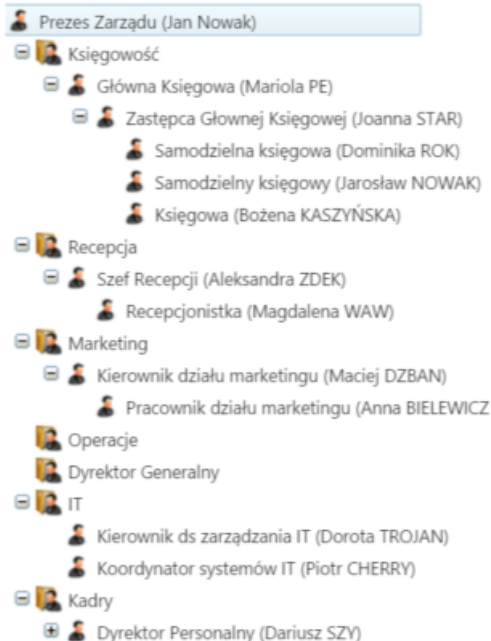 Prezes Zarządu (Jan Nowak)
Księgowość
Główna Księgowa (Mariola PE)
Zastępca Głownej Księgowej (Joanna STAR)
Samodzielna księgowa (Dominika ROK)
Samodzielny księgowy (Jarosław NOWAK)
Księgowa (Bożena KASZYŃSKA)
Recepcja
Szef Recepcji (Aleksandra ZDEK)
Recepcjonistka (Magdalena WAW)
Marketing
Kierownik działu marketingu (Maciej DZBAN)
Pracownik działu marketingu (Anna BIELEWICZ
Operacje
Dyrektor Generalny
IT
Kierownik ds zarządzania IT (Dorota TROJAN)
Koordynator systemów IT (Piotr CHERRY)
Kadry
Dyrektor Personalny (Dariusz SZY)